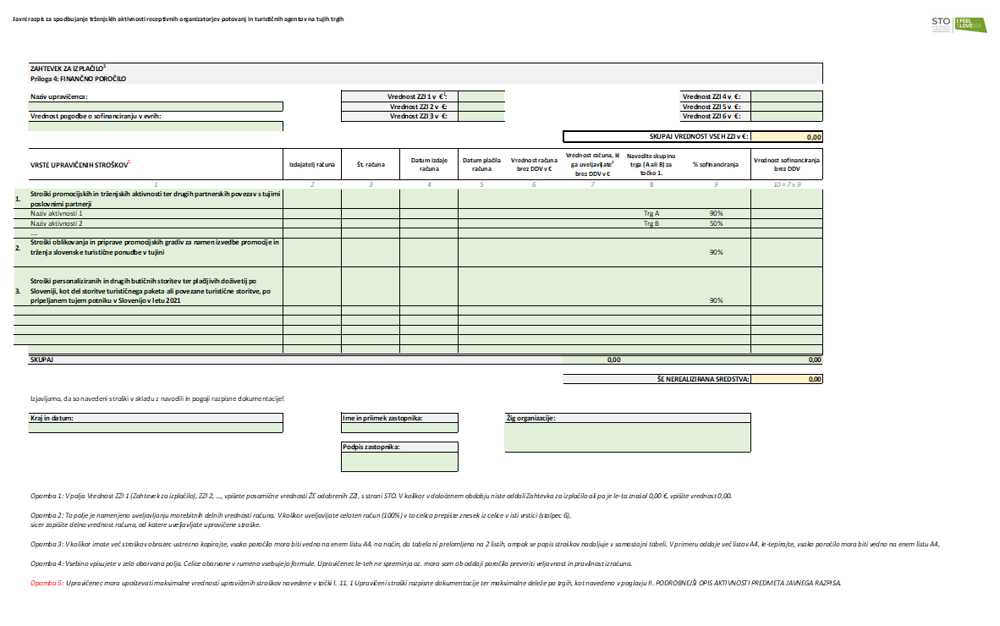 Javni razpis za spodbujanje trženjskih aktivnosti receptivnih organizatorjev potovanj in turističnih agentov na tujih trgih
STO
I FEEL
SLOVENIA
ZAHTEVEK ZA IZPLAČILO3
Priloga 4: FINANČNO POROČILO
Naziv upravičenca:
Vrednost ZZI 1 v €1:
Vrednost ZZI 4 v €:
Vrednost ZZI 2 v €:
Vrednost ZZI 5 v €:
Vrednost pogodbe o sofinanciranju v evrih:
Vrednost ZZI 3 v €:
Vrednost ZZI 6 v €:
SKUPAJ VREDNOST VSEH ZZI v €: 0,00
VRSTE UPRAVIČENIH STROŠKOV5
Izdajatelj računa
Št. računa
Datum izdaje
računa
Datum plačila
računa
Vrednost računa
brez DDV v €
Vrednost računa, ki
ga uveljavljate2
brez DDV v €
Navedite skupino
trga (A ali B) za
točko 1.
% sofinanciranja
Vrednost sofinanciranja
brez DDV
1 2 3 4 5 6 7 8 9 10 = 7 x 9
1. Stroški promocijskih in trženjskih aktivnosti ter drugih partnerskih povezav s tujimi
poslovnimi partnerji
Naziv aktivnosti 1 Trg A 90%
Naziv aktivnosti 2 Trg B 50%
....
2. Stroški oblikovanja in priprave promocijskih gradiv za namen izvedbe promocije in
trženja slovenske turistične ponudbe v tujini 90%
3. Stroški personaliziranih in drugih butičnih storitev ter plačljivih doživetij po
Sloveniji, kot del storitve turističnega paketa ali povezane turistične storitve, po
pripeljanem tujem potniku v Slovenijo v letu 2021 90%
SKUPAJ 0,00 0,00
ŠE NEREALIZIRANA SREDSTVA: 0,00
Izjavljamo, da so navedeni stroški v skladu z navodili in pogoji razpisne dokumentacije!
Kraj in datum:
Ime in priimek zastopnika:
Žig organizacije:
Podpis zastopnika:
Opomba 1: V polja Vrednost ZZI 1 (Zahtevek za izplačilo), ZZI 2, ..., vpišete posamične vrednosti ŽE odobrenih ZZI, s strani STO. V kolikor v določenem obdobju niste oddali Zahtevka za izplačilo ali pa je le-ta znašal 0,00 €, vpišite vrednost 0,00.
Opomba 2: To polje je namenjeno uveljavljanju morebitnih delnih vrednosti računa. V kolikor uveljavljate celoten račun (100%) v to celico prepišite znesek iz celice v isti vrstici (stolpec 6),
sicer zapišite delno vrednost računa, od katere uveljavljate upravičene stroške.
Opomba 3: V kolikor imate več stroškov obrazec ustrezno kopirajte, vsako poročilo mora biti vedno na enem listu A4, na način, da tabela ni prelomljena na 2 listih, ampak se popis stroškov nadaljuje v samostojni tabeli. V primeru oddaje več listov A4, le-te pirajte, vsako poročilo mora biti vedno na enem listu A4,
Opomba 4: Vsebino vpisujete v zelo obarvana polja. Celice obarvane v rumeno vsebujejo formule. Upravičenec le-teh ne spreminja oz. mora sam ob oddaji poročila preveriti veljavnost in pravilnost izračuna.
Opomba 5: Upravičenec mora upoštevati maksimalne vrednosti upravičenih stroškov navedene v točki I. 11. 1 Upravičeni stroški razpisne dokumentacije ter maksimalne deleže po trgih, kot navedeno v poglavju II. PODROBNEJŠI OPIS AKTIVNOSTI PREDMETA JAVNEGA RAZPISA.